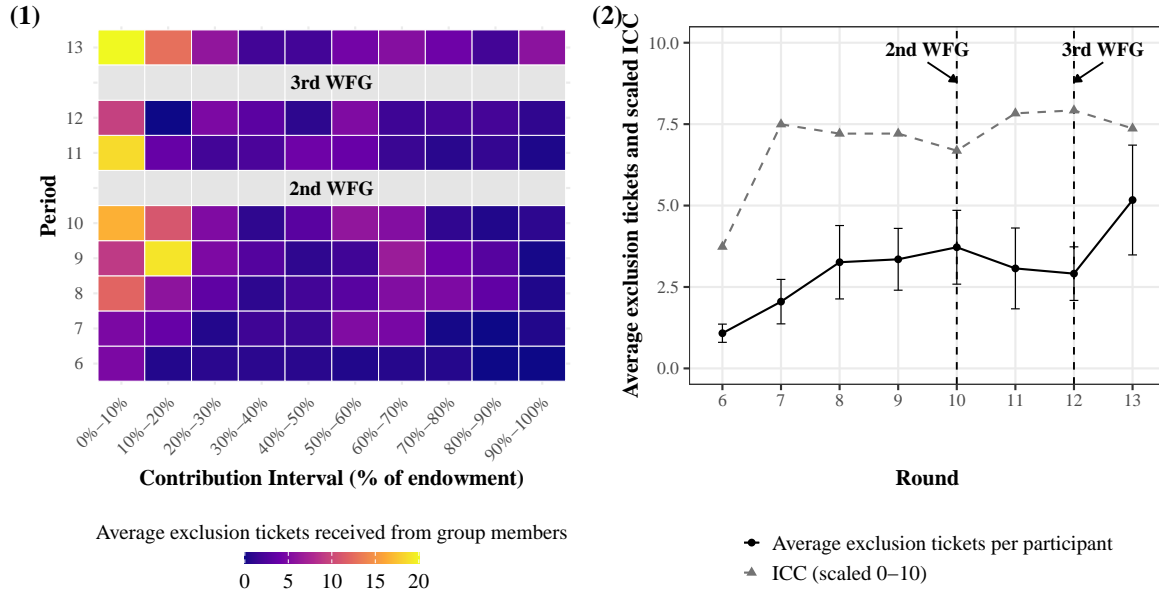 (1)
Period
13
3rd WFG
12
11
2nd WFG
10
9
8
7
6
0%−10%
10%−20%
20%−30%
30%−40%
40%−50%
50%−60%
60%−70%
70%−80%
80%−90%
90%−100%
Contribution Interval (% of endowment)
Average exclusion tickets received from group members
0 5 10 15 20
(2)
Average exclusion tickets and scaled ICC
10.0
7.5
5.0
2.5
0.0
2nd WFG
3rd WFG
6 7 8 9 10 11 12 13
Round
Average exclusion tickets per participant
ICC (scaled 0−10)